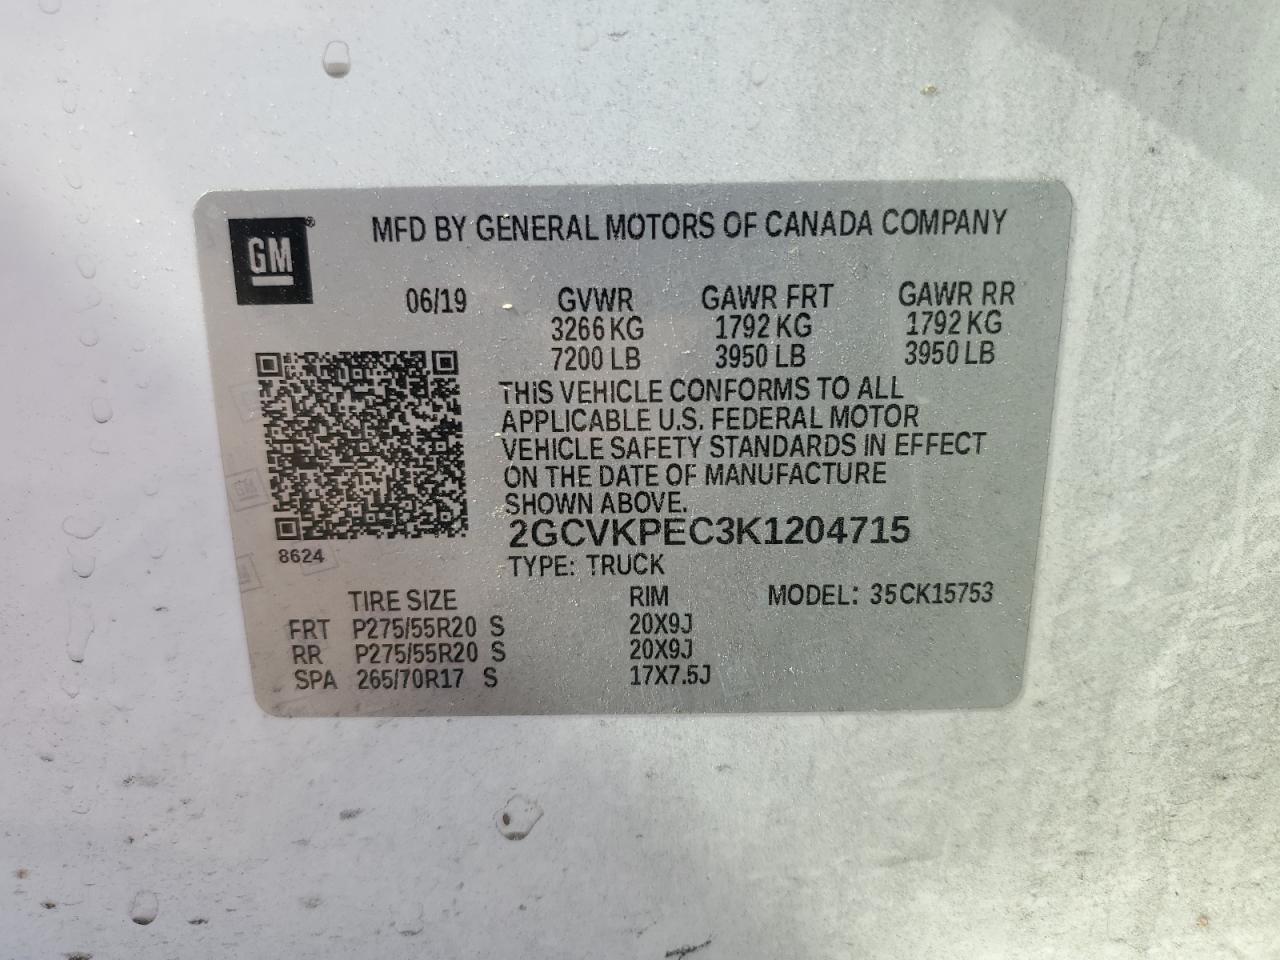 GM®
MFD BY GENERAL MOTORS OF CANADA COMPANY
06/19 GVWR GAWR FRT GAWR RR
3266 KG 1792 KG 1792 KG
7200 LB 3950 LB 3950 LB
THIS VEHICLE CONFORMS TO ALL
APPLICABLE U.S. FEDERAL MOTOR
VEHICLE SAFETY STANDARDS IN EFFECT
ON THE DATE OF MANUFACTURE
SHOWN ABOVE.
2GCVKPEC3K1204715
8624
TYPE: TRUCK
TIRE SIZE RIM MODEL: 35CK15753
FRT P275/55R20 S 20X9J
RR P275/55R20 S 20X9J
SPA 265/70R17 S 17X7.5J